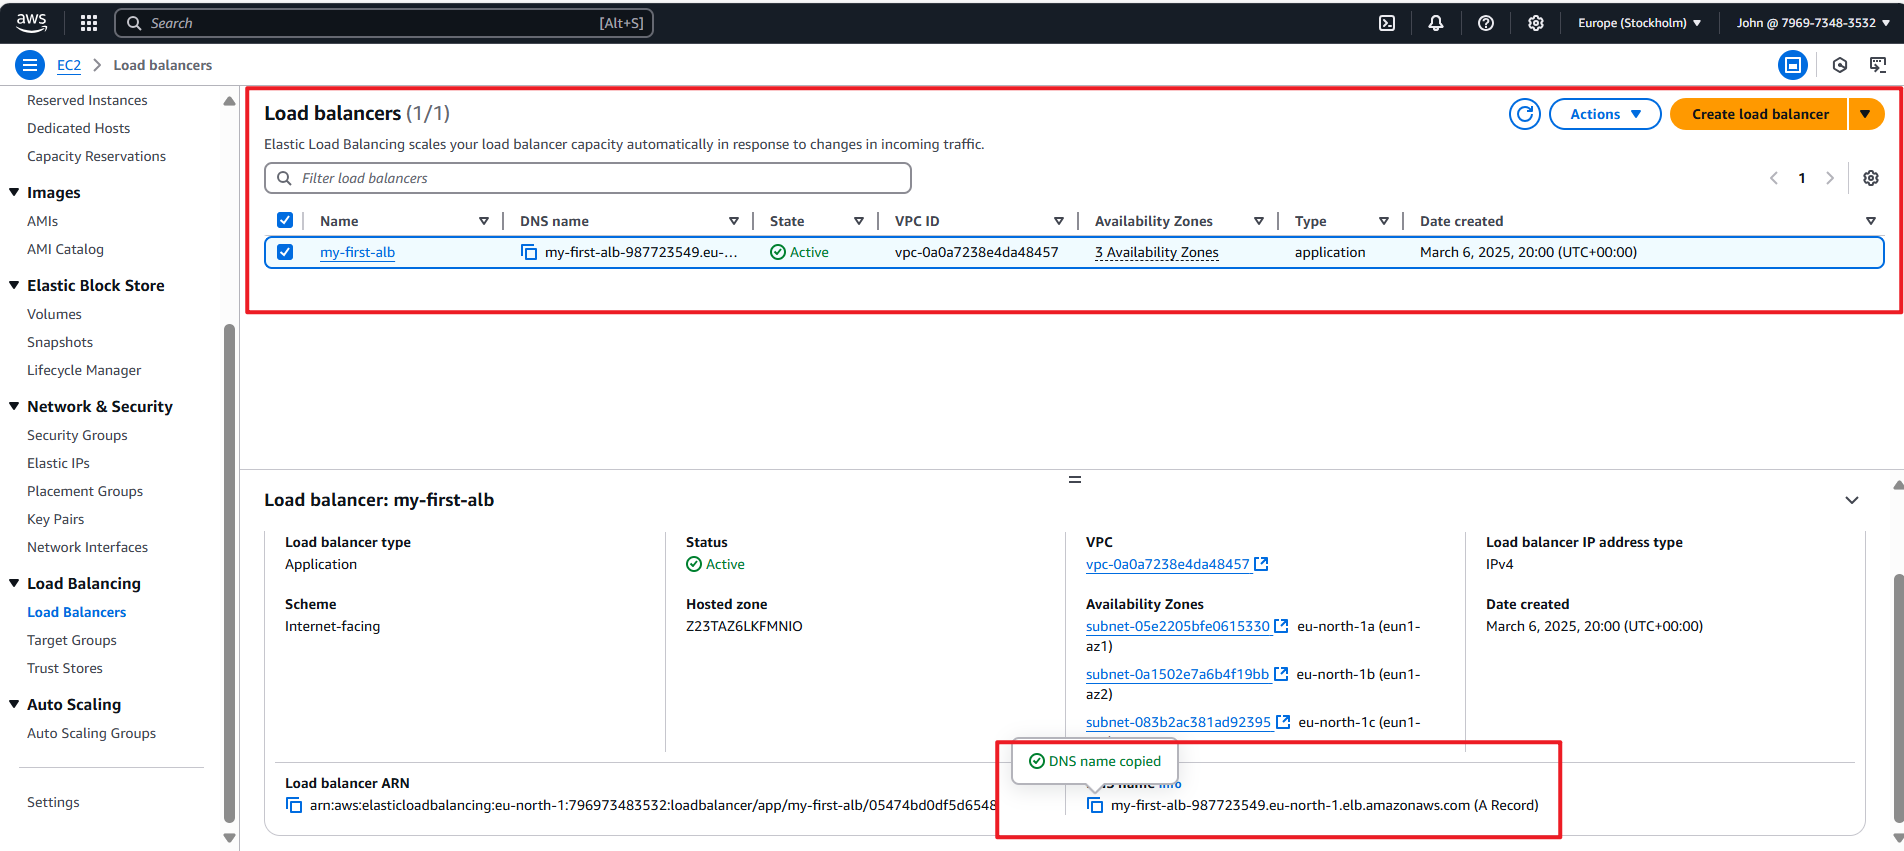 aws
Search [Alt+S]
Europe (Stockholm)
John @ 7969-7348-3532
EC2 > Load balancers
Reserved Instances
Dedicated Hosts
Capacity Reservations
Images
AMIs
AMI Catalog
Elastic Block Store
Volumes
Snapshots
Lifecycle Manager
Network & Security
Security Groups
Elastic IPs
Placement Groups
Key Pairs
Network Interfaces
Load Balancing
Load Balancers
Target Groups
Trust Stores
Auto Scaling
Auto Scaling Groups
Settings
Load balancers (1/1)
Actions
Create load balancer
Elastic Load Balancing scales your load balancer capacity automatically in response to changes in incoming traffic.
Filter load balancers
1
Name DNS name State VPC ID Availability Zones Type Date created
my-first-alb my-first-alb-987723549.eu-... Active vpc-0a0a7238e4da48457 3 Availability Zones application March 6, 2025, 20:00 (UTC+00:00)
Load balancer: my-first-alb
Load balancer type
Application
Status
Active
VPC
vpc-0a0a7238e4da48457
Load balancer IP address type
IPv4
Scheme
Internet-facing
Hosted zone
Z23TAZ6LKFMNIO
Availability Zones
subnet-05e2205bfe0615330 eu-north-1a (eun1-
az1)
subnet-0a1502e7a6b4f19bb eu-north-1b (eun1-
az2)
subnet-083b2ac381ad92395 eu-north-1c (eun1-
Date created
March 6, 2025, 20:00 (UTC+00:00)
DNS name copied
Load balancer ARN
arn:aws:elasticloadbalancing:eu-north-1:796973483532:loadbalancer/app/my-first-alb/05474bd0df5d6548
name Info
my-first-alb-987723549.eu-north-1.elb.amazonaws.com (A Record)